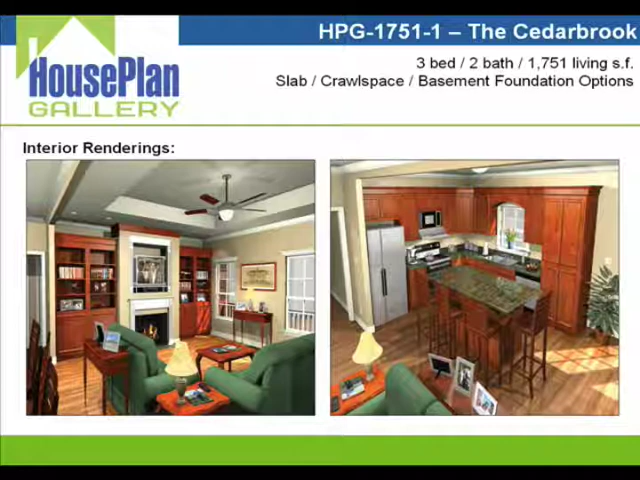 HPG-1751-1 – The Cedarbrook
3 bed / 2 bath / 1,751 living s.f.
Slab / Crawlspace / Basement Foundation Options
HousePlan
GALLERY
Interior Renderings: